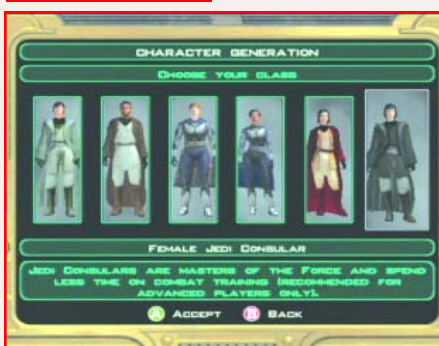 CHARACTER GENERATION
CHOOSE YOUR CLASS
FEMALE JEDI CONSULAR
JEDI CONSULARS ARE MASTERS OF THE FORCE AND SPEND
LESS TIME ON COMBAT TRAINING (RECOMMENDED FOR
ADVANCED PLAYERS ONLY).
A ACCEPT B BACK